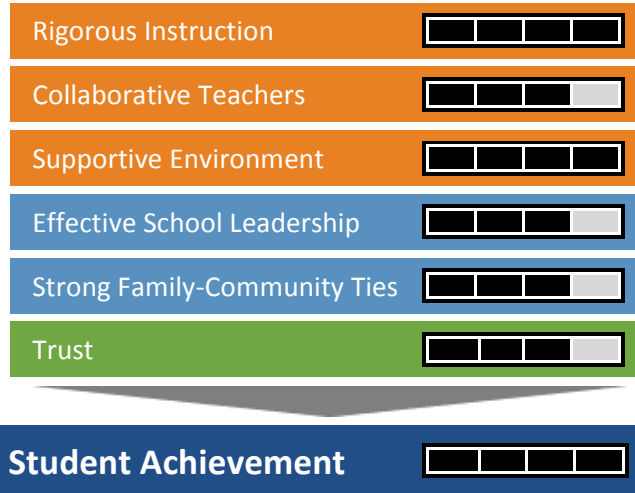 Rigorous Instruction
Collaborative Teachers
Supportive Environment
Effective School Leadership
Strong Family-Community Ties
Trust
Student Achievement